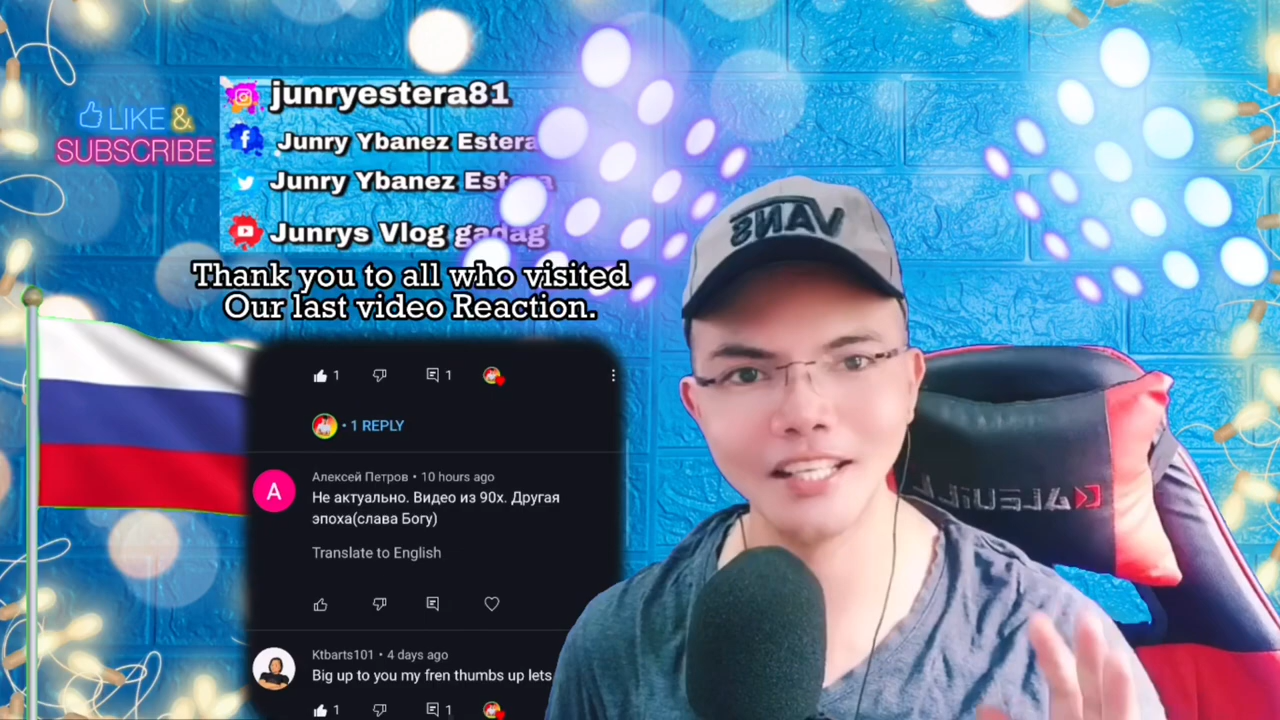 LIKE &
SUBSCRIBE
junryestera81
Junry Ybanez Estera
Junry Ybanez Estera
Junrys Vlog gadag
Thank you to all who visited
Our last video Reaction.
VANS
1
1
• 1 REPLY
Алексей Петров • 10 hours ago
Не актуально. Видео из 90х. Другая
эпоха(слава Богу)
Translate to English
A
Ktbarts101 • 4 days ago
Big up to you my fren thumbs up lets
1
1